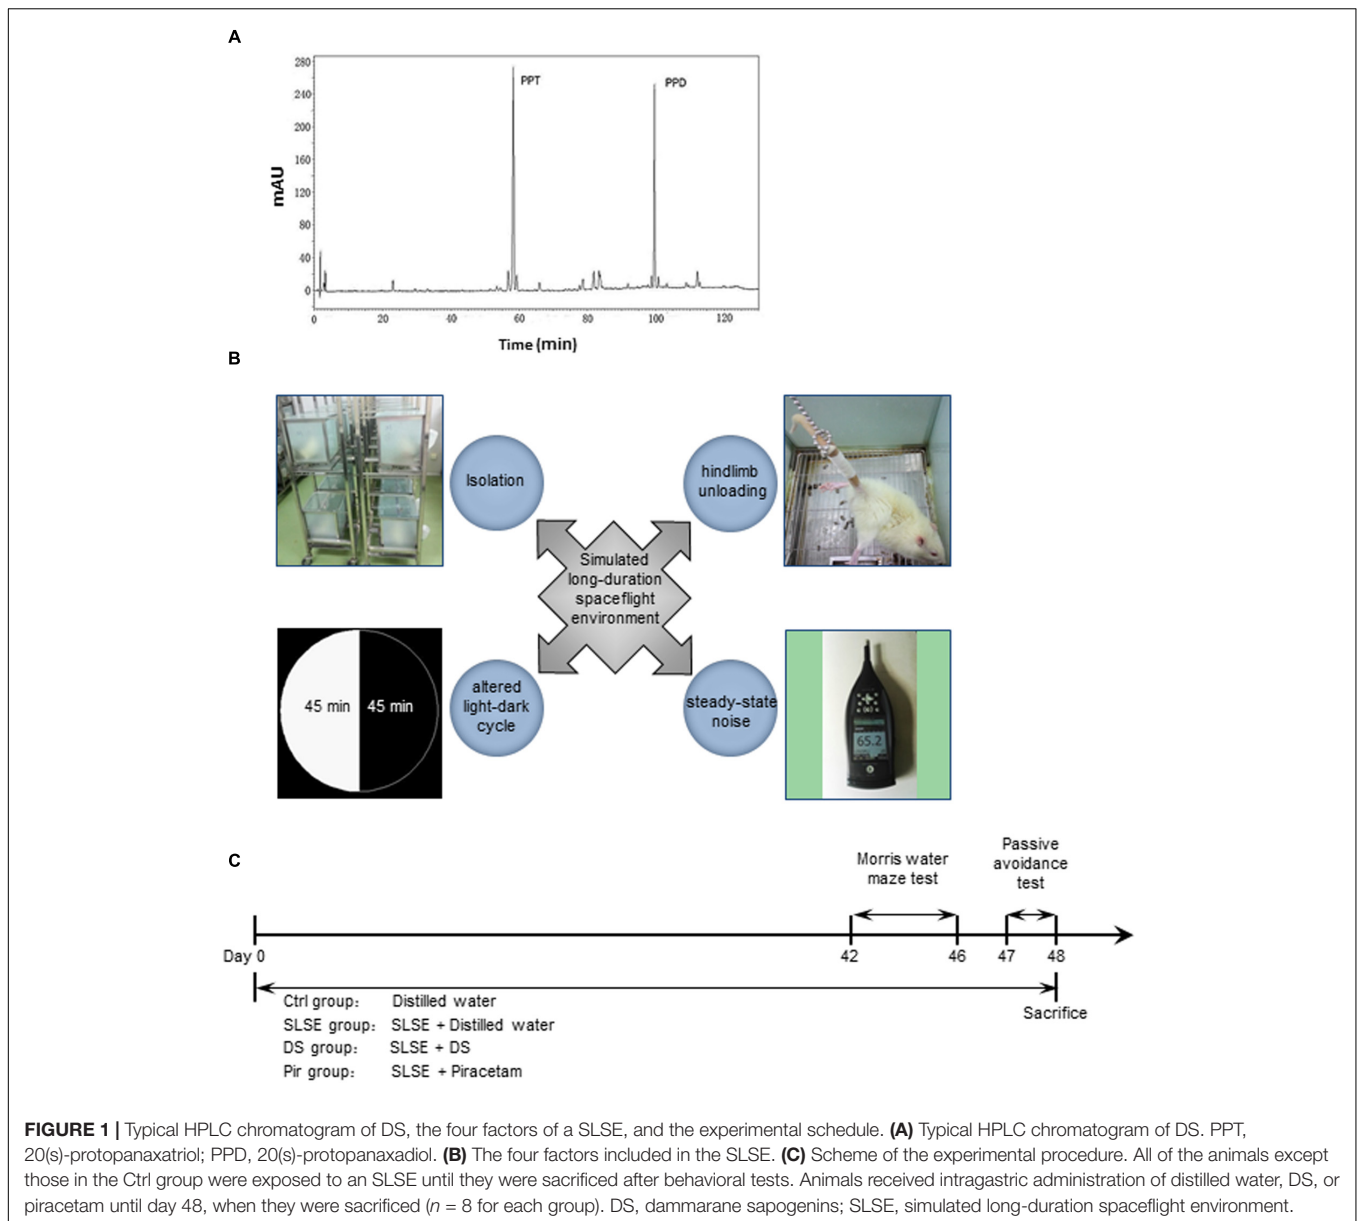 A
280
240
200
160
120
80
40
0
mAU
PPT
PPD
0 20 40 60 80 100 120
Time (min)
B
Isolation
hindlimb
unloading
Simulated
long-duration
spaceflight
environment
45 min 45 min
altered
light-dark
cycle
steady-state
noise
65.2
C
Morris water
maze test
Passive
avoidance
test
Day 0 42 46 47 48
Sacrifice
Ctrl group: Distilled water
SLSE group: SLSE + Distilled water
DS group: SLSE + DS
Pir group: SLSE + Piracetam
FIGURE 1 | Typical HPLC chromatogram of DS, the four factors of a SLSE, and the experimental schedule. (A) Typical HPLC chromatogram of DS. PPT,
20(s)-protopanaxatriol; PPD, 20(s)-protopanaxadiol. (B) The four factors included in the SLSE. (C) Scheme of the experimental procedure. All of the animals except
those in the Ctrl group were exposed to an SLSE until they were sacrificed after behavioral tests. Animals received intragastric administration of distilled water, DS, or
piracetam until day 48, when they were sacrificed (n = 8 for each group). DS, dammarane sapogenins; SLSE, simulated long-duration spaceflight environment.